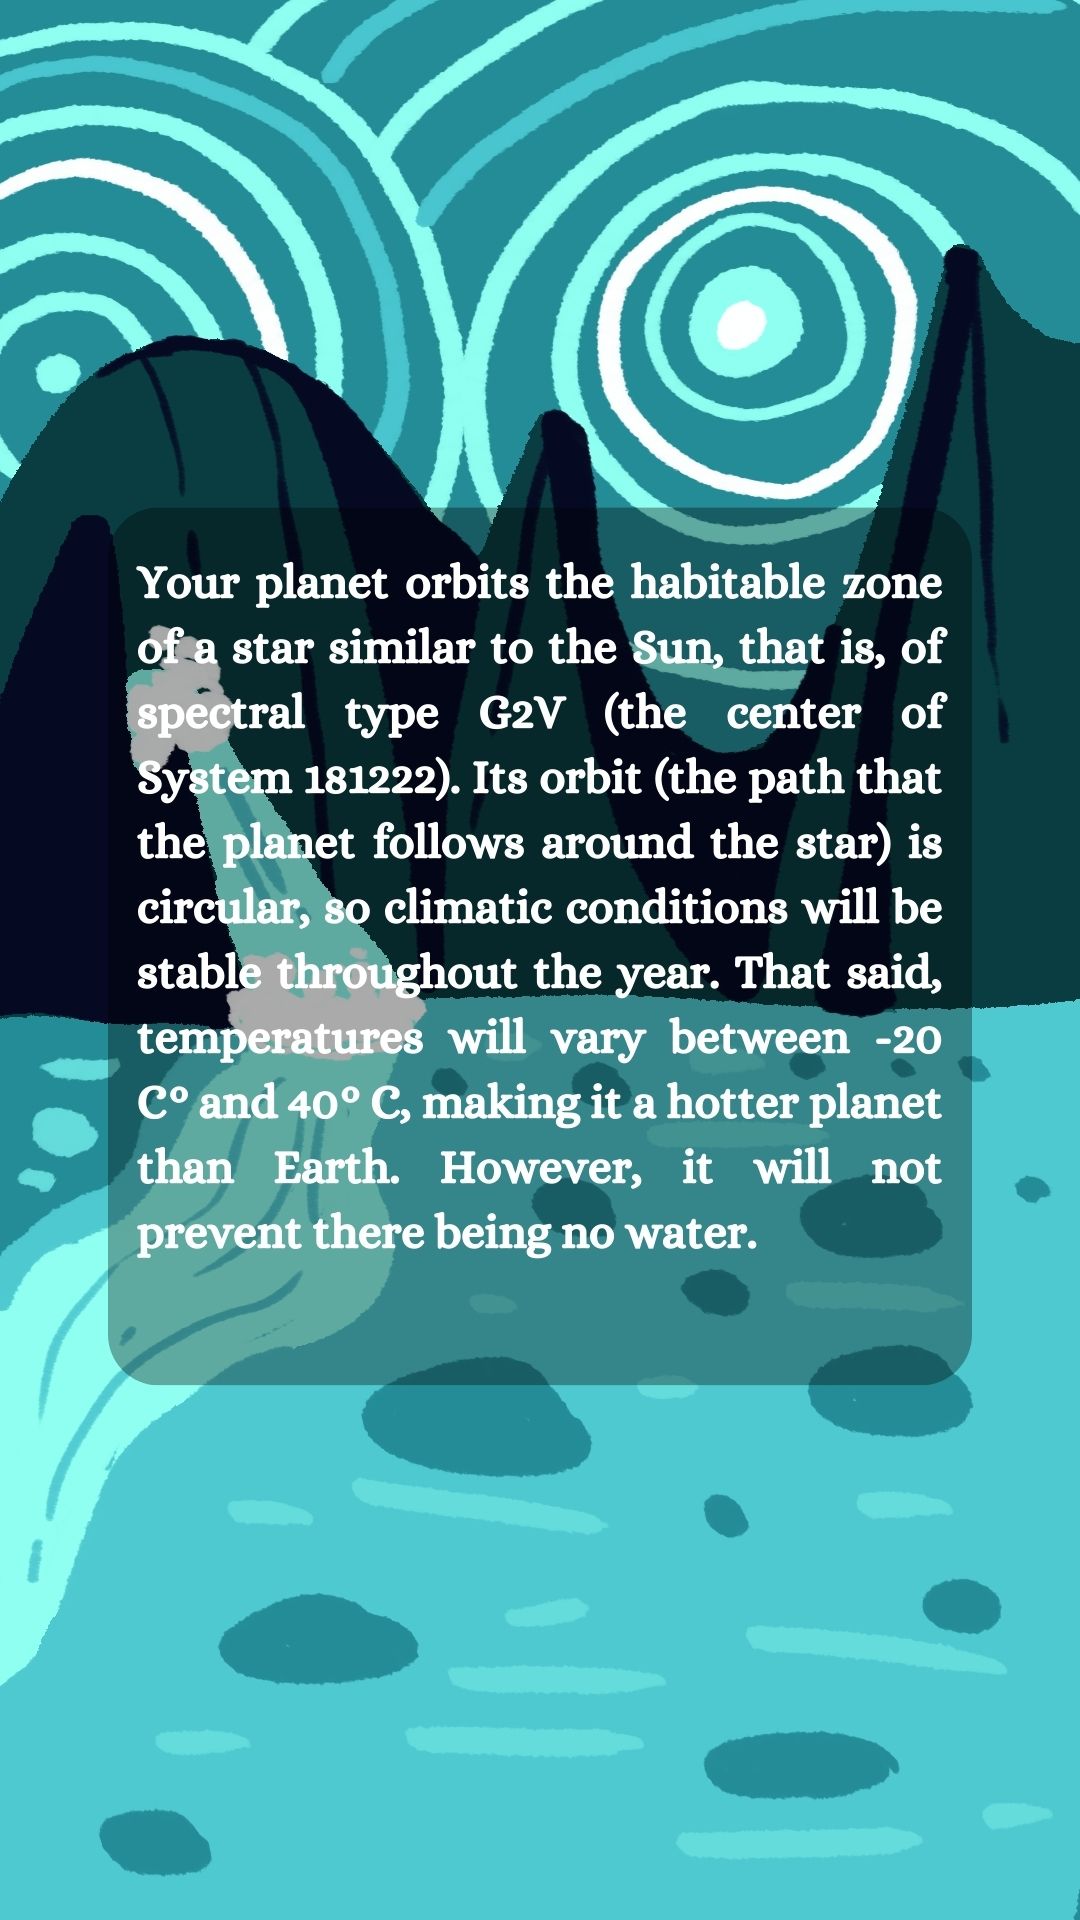 Your planet orbits the habitable zone
of a star similar to the Sun, that is, of
spectral type G2V (the center of
System 181222). Its orbit (the path that
the planet follows around the star) is
circular, so climatic conditions will be
stable throughout the year. That said,
temperatures will vary between -20
Cº and 40º C, making it a hotter planet
than Earth. However, it will not
prevent there being no water.